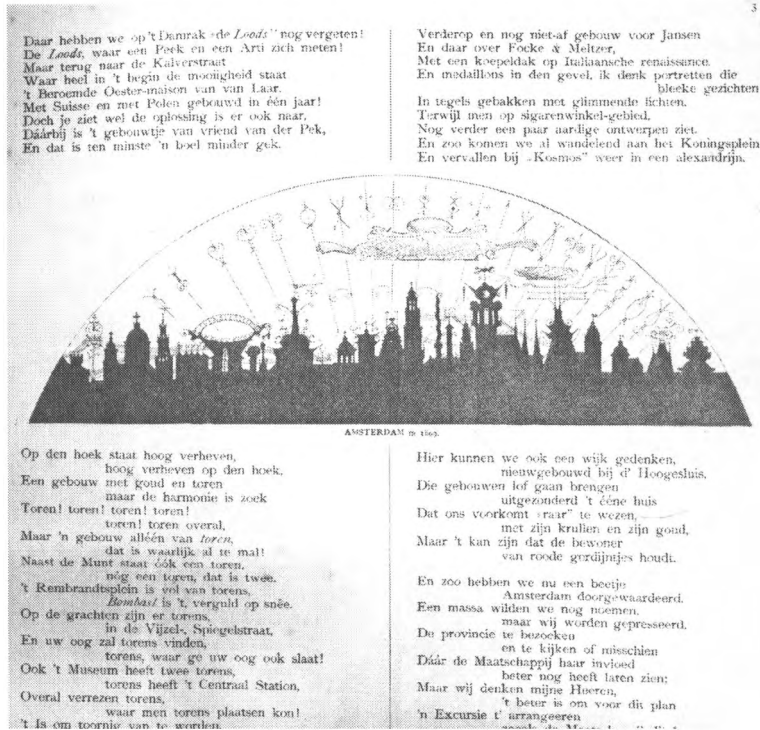 3
Daar hebben we op 't Damrak „de Loods" nog vergeten!
De Loods, waar een Peek en een Arti zich meten!
Maar terug naar de Kalverstraat
Waar heel in 't begin de mooiigheid staat
't Beroemde Oester-maison van van Laar.
Met Suisse en met Polen gebouwd in één jaar!
Doch je ziet wel de oplossing is er ook naar,
Dáárbij is 't gebouwtje van vriend van der Pek,
En dat is ten minste 'n boel minder gek.
Verderop en nog niet-af gebouw voor Jansen
En daar over Focke & Meltzer,
Met een koepeldak op Italiaansche renaissance.
En medaillons in den gevel, ik denk portretten die
bleeke gezichten
In tegels gebakken met glimmende lichten.
Terwijl men op sigarenwinkel-gebied,
Nog verder een paar aardige ontwerpen ziet.
En zoo komen we al wandelend aan het Koningsplein
En vervallen bij „Kosmos" weer in een alexandrijn.
AMSTERDAM in
Op den hoek staat hoog verheven,
hoog verheven op den hoek,
Een gebouw met goud en toren
maar de harmonie is zoek
Toren! toren! toren! toren!
toren! toren overal,
Maar 'n gebouw alléén van toren,
dat is waarlijk al te mal!
Naast de Munt staat óók een toren,
nóg een toren, dat is twee.
't Rembrandtsplein is vol van torens,
Bombast is 't, verguld op snêe.
Op de grachten zijn er torens,
in de Vijzel-, Spiegelstraat,
En uw oog zal torens vinden,
torens, waar ge uw oog ook slaat!
Ook 't Museum heeft twee torens,
torens heeft 't Centraal Station,
Overal verrezen torens,
waar men torens plaatsen kon!
't Is om toornig van te worden,
Hier kunnen we ook een wijk gedenken,
nieuwgebouwd bij d' Hoogesluis.
Die gebouwen lof gaan brengen
uitgezonderd 't ééne huis
Dat ons voorkomt „raar" te wezen,
met zijn krullen en zijn goud,
Maar 't kan zijn dat de bewoner
van roode gordijntjes houdt.
En zoo hebben we nu een beetje
Amsterdam doorgewaardeerd.
Een massa wilden we nog noemen,
maar wij worden gepresseerd,
De provincie te bezoeken
en te kijken of misschien
Dáár de Maatschappij haar invloed
beter nog heeft laten zien;
Maar wij denken mijne Heeren,
't beter is om voor dit plan
'n Excursie t' arrangeeren